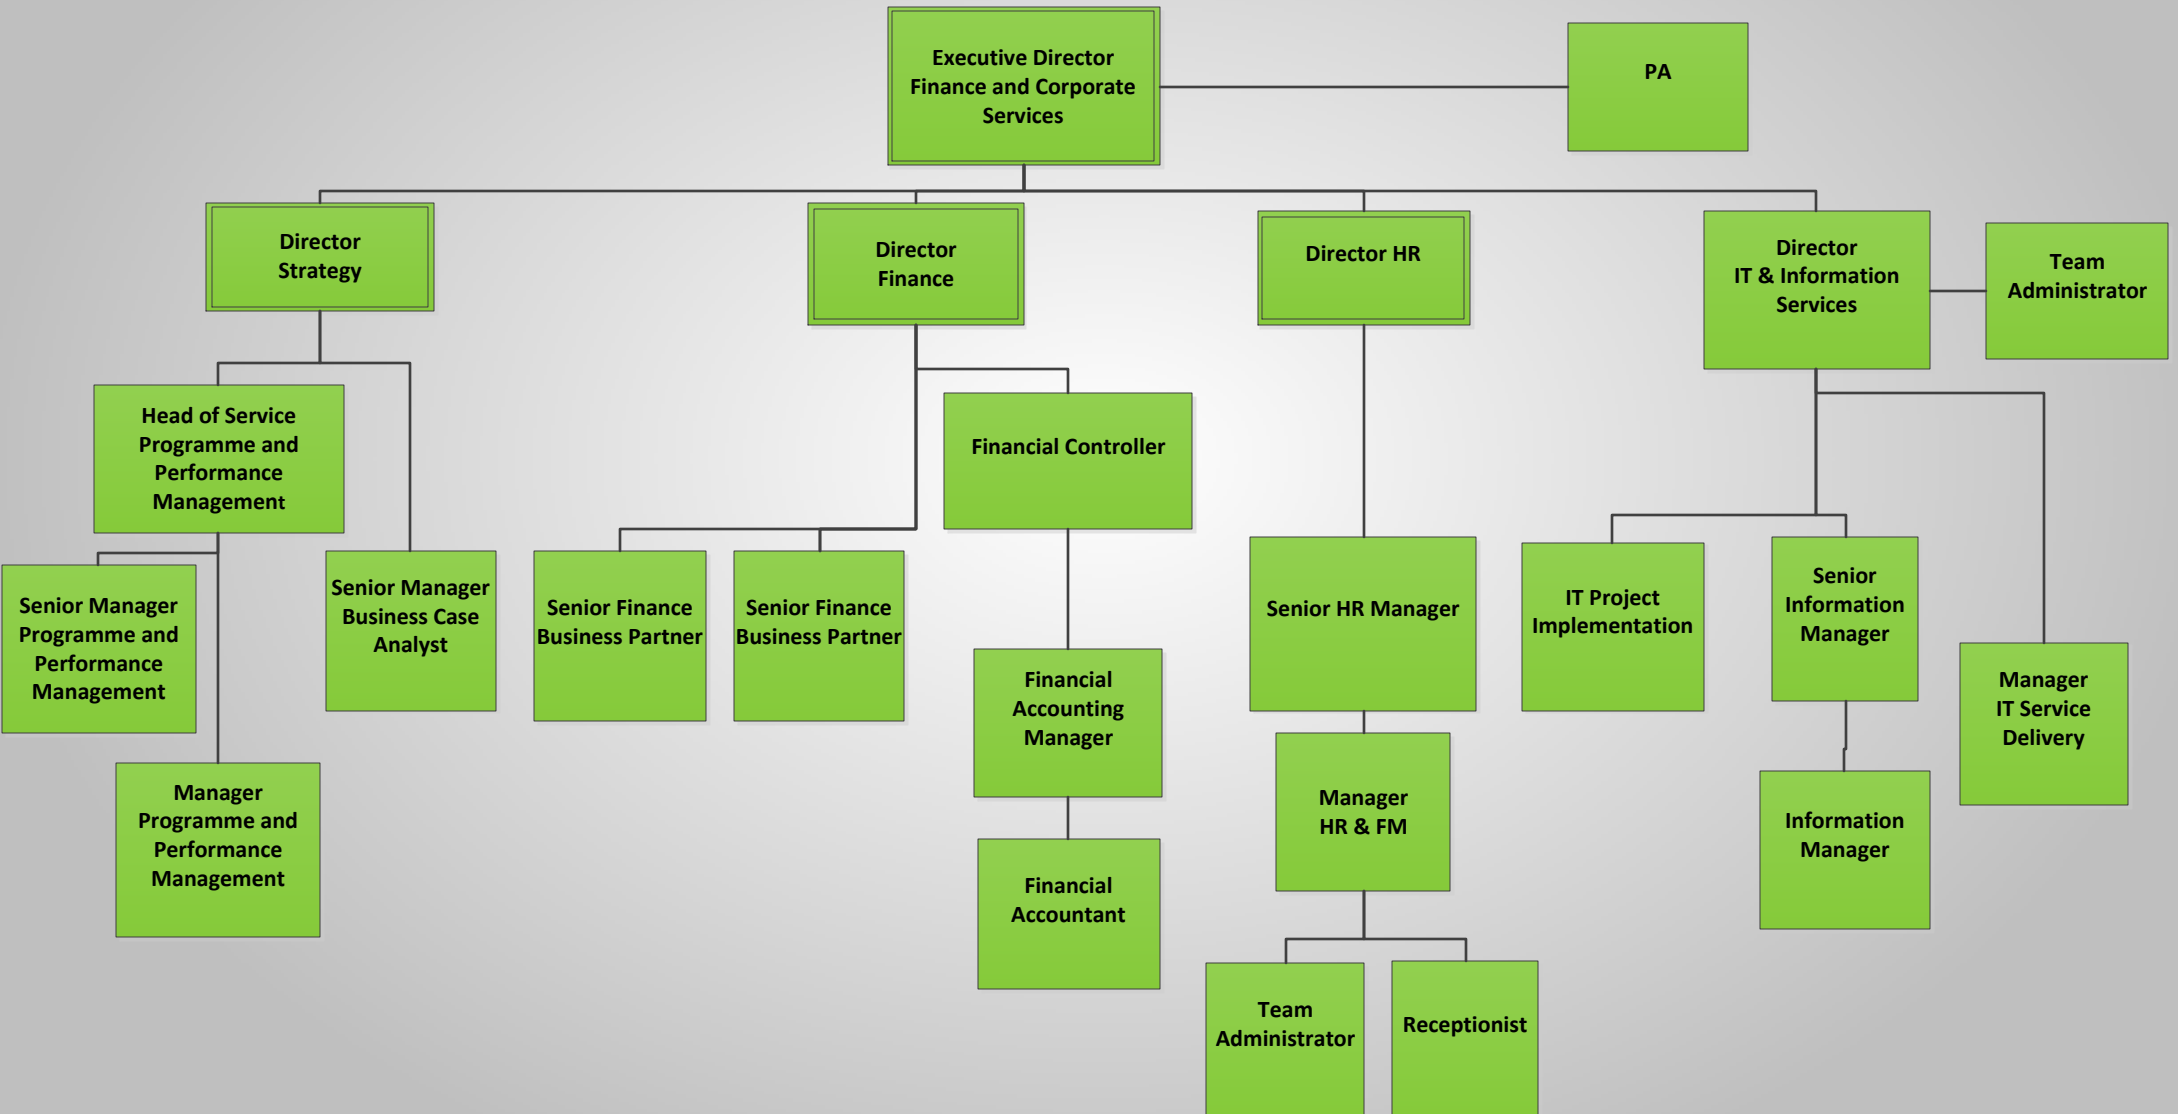 Executive Director
Finance and Corporate
Services
PA
Director
Strategy
Director
Finance
Director HR
Director
IT & Information
Services
Team
Administrator
Head of Service
Programme and
Performance
Management
Financial Controller
Senior Manager
Programme and
Performance
Management
Senior Manager
Business Case
Analyst
Senior Finance
Business Partner
Senior Finance
Business Partner
Senior HR Manager
IT Project
Implementation
Senior
Information
Manager
Financial
Accounting
Manager
Manager
IT Service
Delivery
Manager
Programme and
Performance
Management
Manager
HR & FM
Information
Manager
Financial
Accountant
Team
Administrator
Receptionist